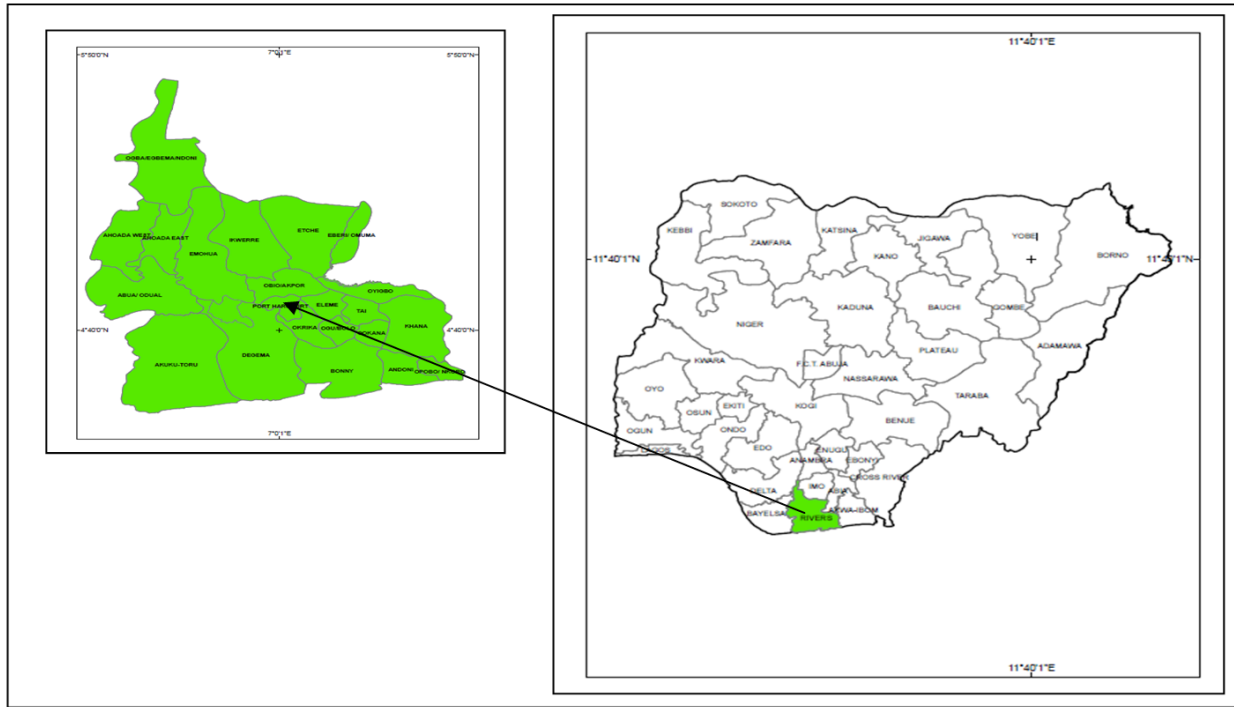 7°0'1"E
5°50'0"N
5°50'0"N
OGBA/EGBEMA/NDONI
AHOADA WEST
AHOADA EAST
EMOHUA
IKWERRE
ETCHE
OBIO/AKPOR
OYIGBO
ABUA/ ODUAL
ELEME
TAI
OKRIKA
KHANA
4°40'0"N
4°40'0"N
DEGEMA
AKUKU-TORU
BONNY
ANDONI
7°0'1"E
11°40'1"E
SOKOTO
KEBBI
ZAMFARA
KATSINA
JIGAWA
KANO
YOBE
BORNO
11°40'1"N
11°40'1"N
KADUNA
BAUCHI
GOMBE
NIGER
ADAMAWA
PLATEAU
KWARA
F.C.T. ABUJA
NASSARAWA
OYO
TARABA
OSUN
EKITI
KOGI
BENUE
OGUN
ONDO
EDO
ENUGU
EBONYI
ANAMBRA
CROSS RIVER
DELTA
IMO
ABIA
BAYELSA
RIVERS
AKWA-IBOM
11°40'1"E